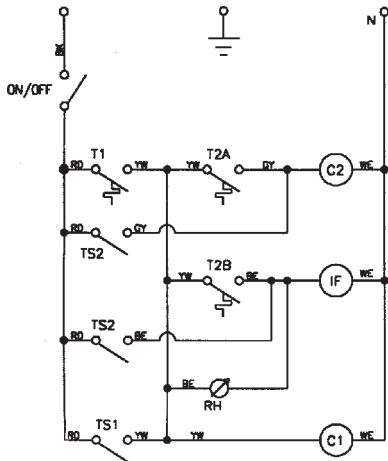 N
BK
ON/OFF
T1 T2A
RD YW YW GY C2 WE
RD GY
TS2 T2B
YW BE IF WE
TS2
RD BE
BE
RH
TS1
RD YW YW C1 WE